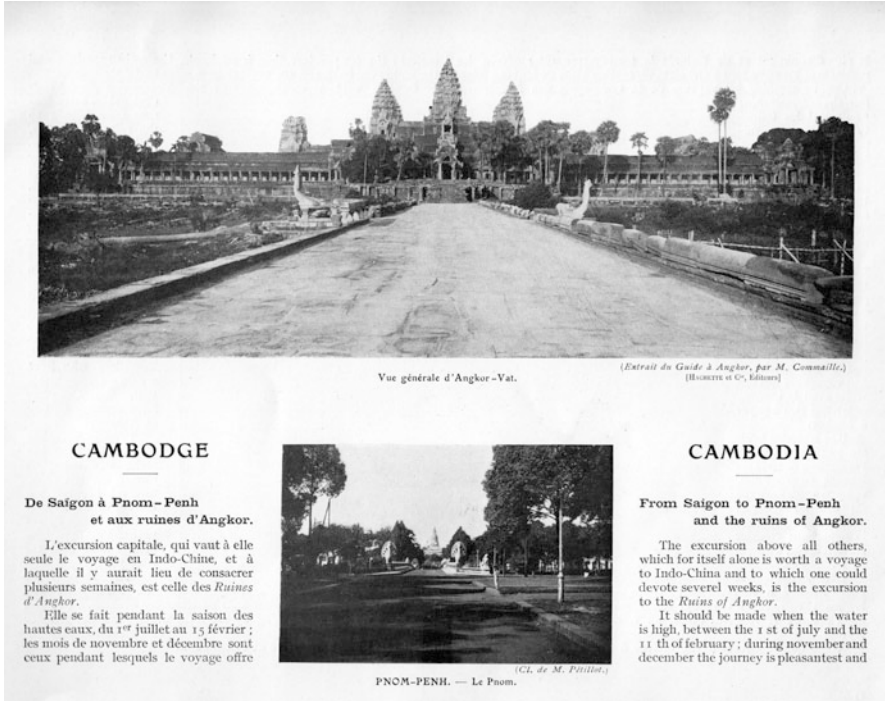 Vue générale d'Angkor-Vat.
(Extrait du Guide à Angkor, par M. Commaille.)
[HACHETTE et Cie, Editeurs]
CAMBODGE
De Saïgon à Pnom-Penh
et aux ruines d'Angkor.
L'excursion capitale, qui vaut à elle
seule le voyage en Indo-Chine, et à
laquelle il y aurait lieu de consacrer
plusieurs semaines, est celle des Ruines
d'Angkor.
Elle se fait pendant la saison des
hautes eaux, du 1er juillet au 15 février ;
les mois de novembre et décembre sont
ceux pendant lesquels le voyage offre
(Cl. de M. Pétillot.)
PNOM-PENH. — Le Pnom.
CAMBODIA
From Saigon to Pnom-Penh
and the ruins of Angkor.
The excursion above all others,
which for itself alone is worth a voyage
to Indo-China and to which one could
devote severel weeks, is the excursion
to the Ruins of Angkor.
It should be made when the water
is high, between the 1 st of july and the
11 th of february ; during november and
december the journey is pleasantest and